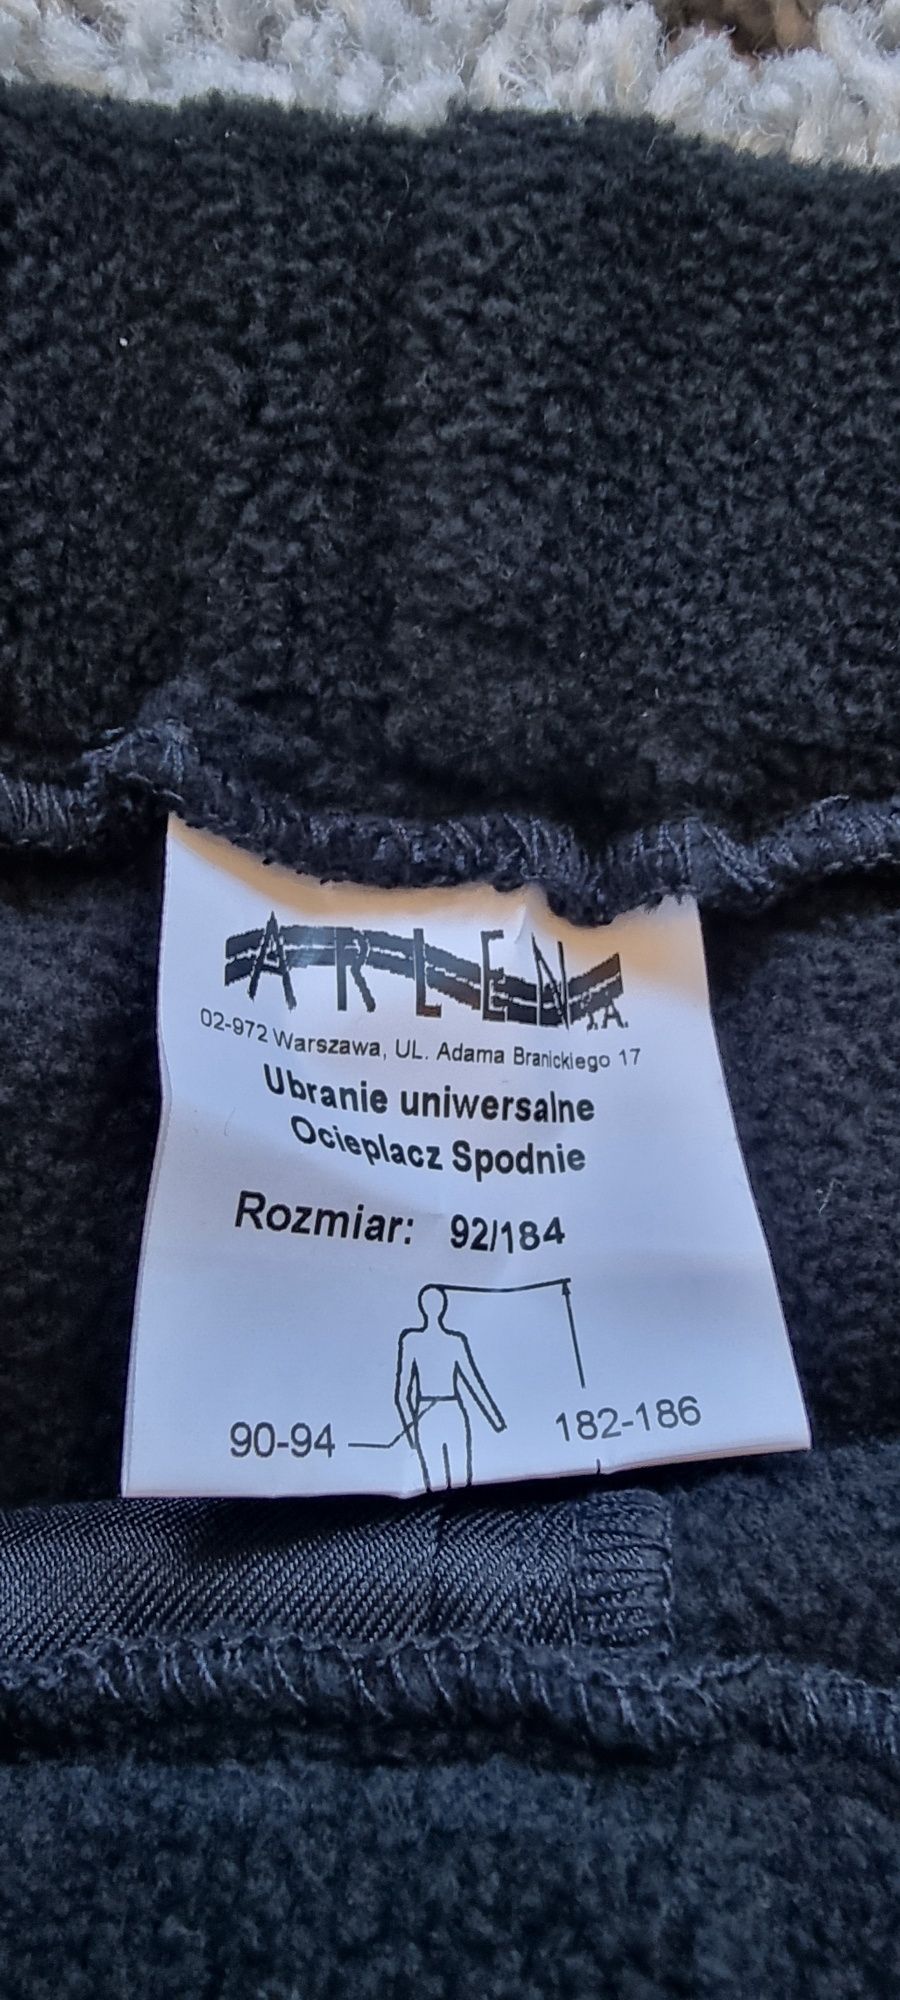 ARLEN S.A.
02-972 Warszawa, UL. Adama Branickiego 17
Ubranie uniwersalne
Ocieplacz Spodnie
Rozmiar: 92/184
90-94
182-186